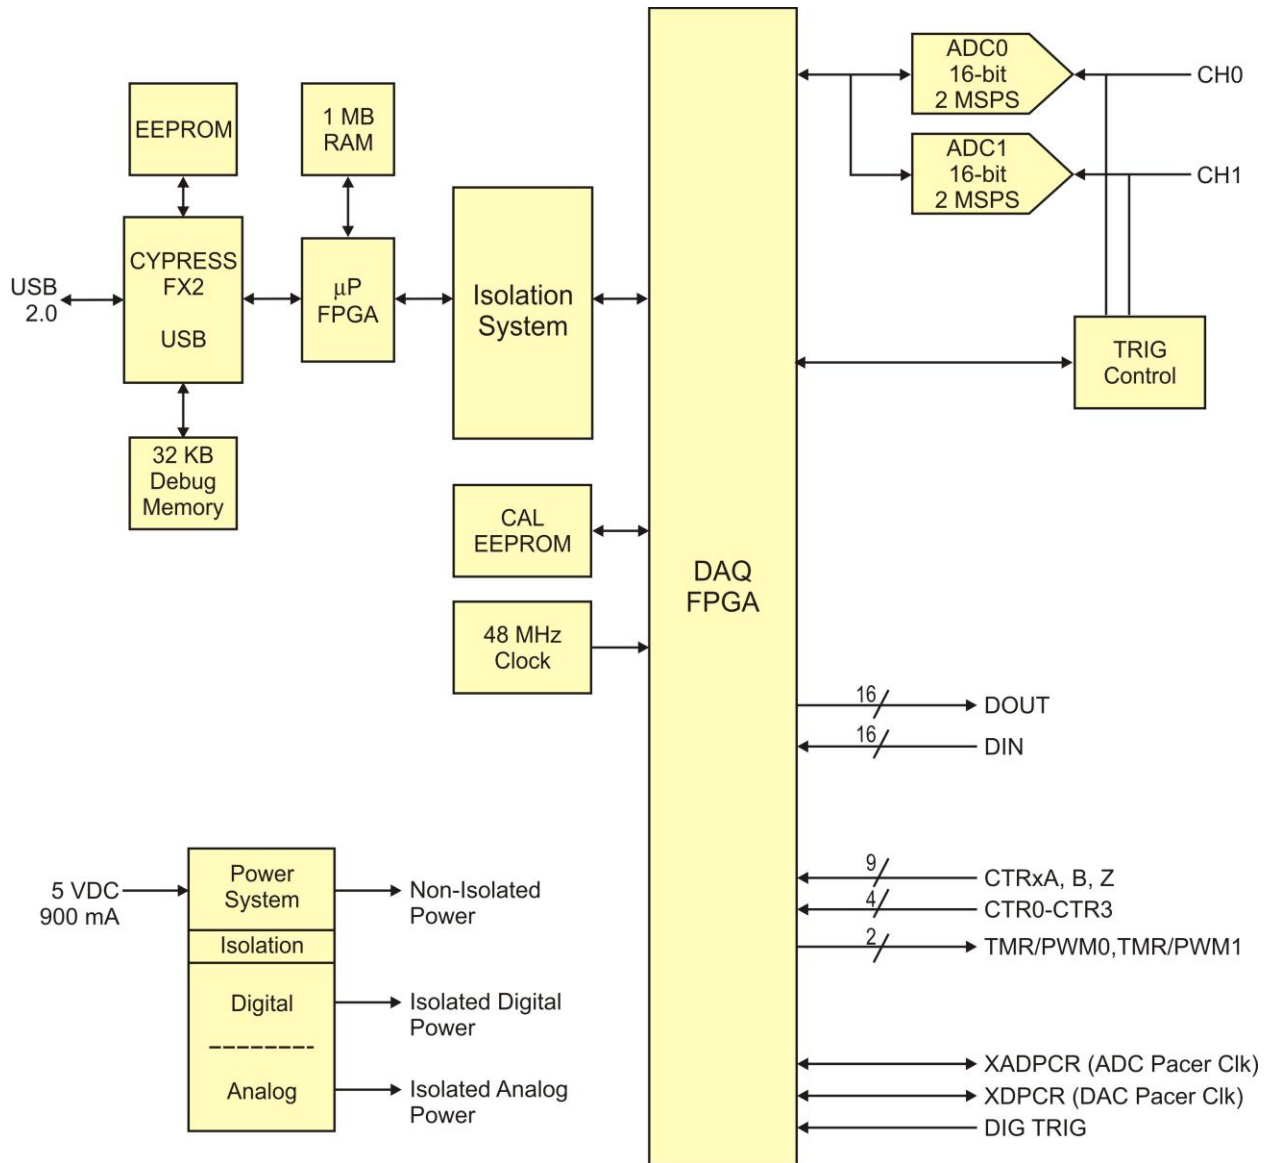 EEPROM
1 MB
RAM
USB
2.0
CYPRESS
FX2
USB
µP
FPGA
Isolation
System
32 KB
Debug
Memory
CAL
EEPROM
48 MHz
Clock
DAQ
FPGA
ADC0
16-bit
2 MSPS
CH0
ADC1
16-bit
2 MSPS
CH1
TRIG
Control
16
DOUT
16
DIN
9
CTRxA, B, Z
4
CTR0-CTR3
2
TMR/PWM0,TMR/PWM1
XADPCR (ADC Pacer Clk)
XDPCR (DAC Pacer Clk)
DIG TRIG
5 VDC
900 mA
Power
System
Non-Isolated
Power
Isolation
Digital
Isolated Digital
Power
Analog
Isolated Analog
Power